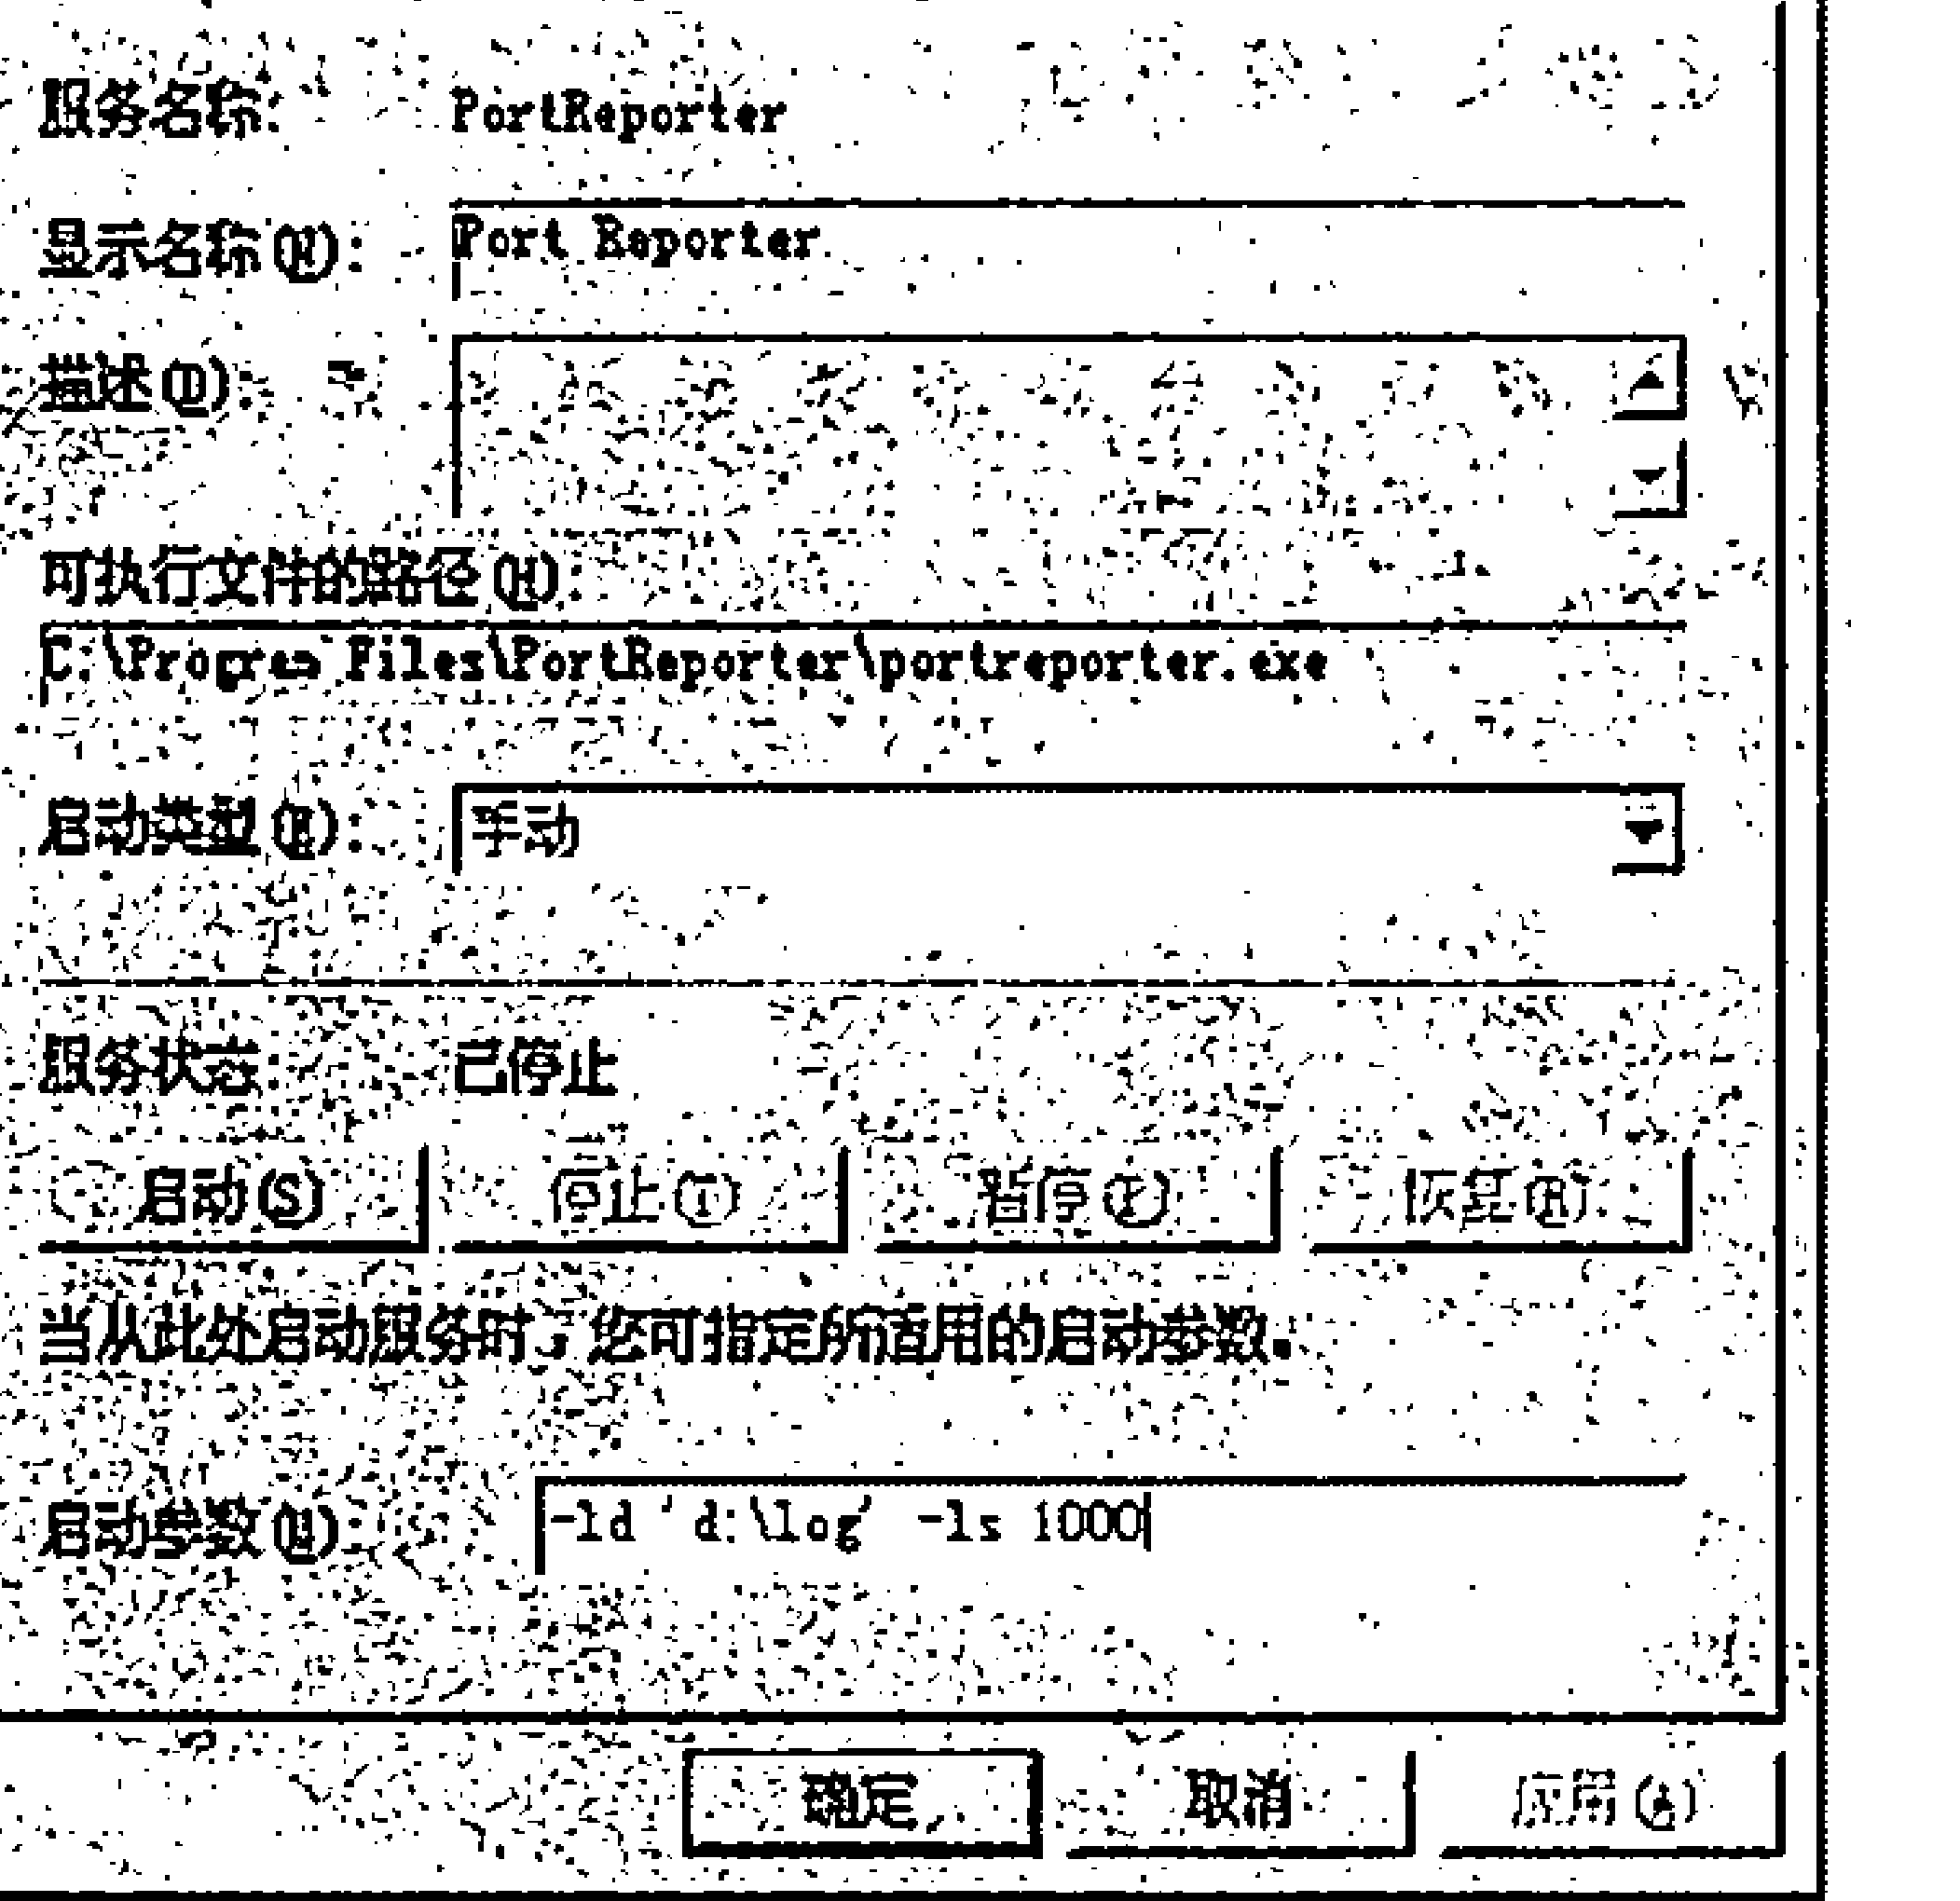 服务名称: PortReporter
显示名称(N): Port Reporter
描述(D):
可执行文件的路径(H):
C:\Program Files\PortReporter\portreporter.exe
启动类型(E): 手动
服务状态: 已停止
启动(S) 停止(T) 暂停(P) 恢复(R)
当从此处启动服务时，您可指定所适用的启动参数。
启动参数(M): -ld 'd:\log' -ls 1000
确定 取消 应用(A)